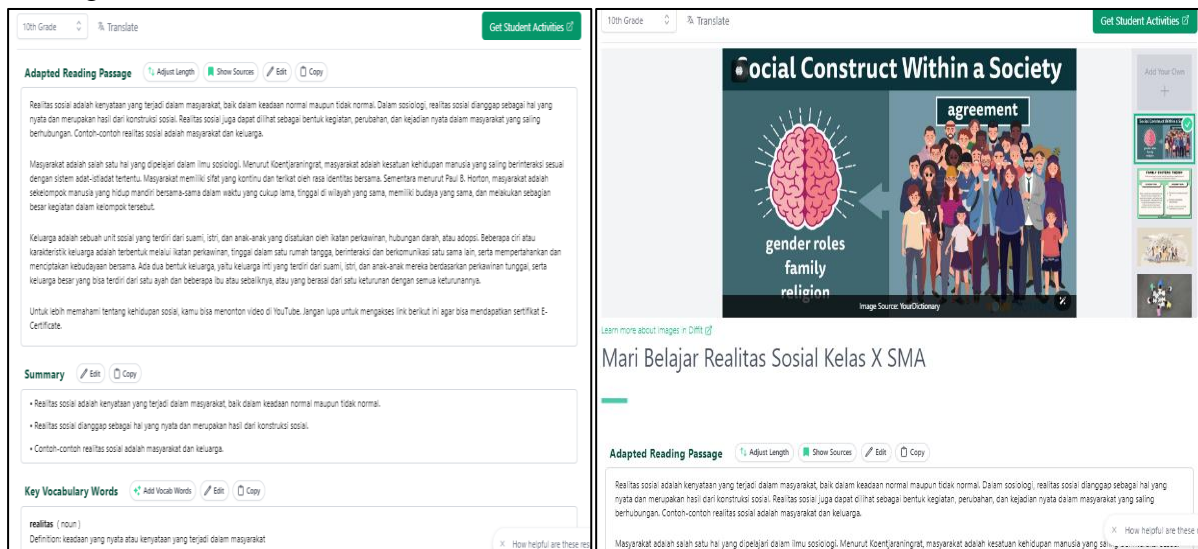 10th Grade
Translate
Get Student Activities
Adapted Reading Passage
Adjust Length
Show Sources
Edit
Copy
Realitas sosial adalah kenyataan yang terjadi dalam masyarakat, baik dalam keadaan normal maupun tidak normal. Dalam sosiologi, realitas sosial dianggap sebagai hal yang
nyata dan merupakan hasil dari konstruksi sosial. Realitas sosial juga dapat dilihat sebagai bentuk kegiatan, perubahan, dan kejadian nyata dalam masyarakat yang saling
berhubungan. Contoh-contoh realitas sosial adalah masyarakat dan keluarga.
Masyarakat adalah salah satu hal yang dipelajari dalam ilmu sosiologi. Menurut Koentjaraningrat, masyarakat adalah kesatuan kehidupan manusia yang saling berinteraksi sesuai
dengan sistem adat-istiadat tertentu. Masyarakat memiliki sifat yang kontinu dan terikat oleh rasa identitas bersama. Sementara menurut Paul B. Horton, masyarakat adalah
sekelompok manusia yang hidup mandiri bersama-sama dalam waktu yang cukup lama, tinggal di wilayah yang sama, memiliki budaya yang sama, dan melakukan sebagian
besar kegiatan dalam kelompok tersebut.
Keluarga adalah sebuah unit sosial yang terdiri dari suami, istri, dan anak-anak yang disatukan oleh ikatan perkawinan, hubungan darah, atau adopsi. Beberapa ciri atau
karakteristik keluarga adalah terbentuk melalui ikatan perkawinan, tinggal dalam satu rumah tangga, berinteraksi dan berkomunikasi satu sama lain, serta mempertahankan dan
menciptakan kebudayaan bersama. Ada dua bentuk keluarga, yaitu keluarga inti yang terdiri dari suami, istri, dan anak-anak mereka berdasarkan perkawinan tunggal, serta
keluarga besar yang bisa terdiri dari satu ayah dan beberapa ibu atau sebaliknya, atau yang berasal dari satu keturunan dengan semua keturunannya.
Untuk lebih memahami tentang kehidupan sosial, kamu bisa menonton video di YouTube. Jangan lupa untuk mengakses link berikut ini agar bisa mendapatkan sertifikat E-
Certificate.
Summary
Edit
Copy
• Realitas sosial adalah kenyataan yang terjadi dalam masyarakat, baik dalam keadaan normal maupun tidak normal.
• Realitas sosial dianggap sebagai hal yang nyata dan merupakan hasil dari konstruksi sosial.
• Contoh-contoh realitas sosial adalah masyarakat dan keluarga.
Key Vocabulary Words
Add Vocab Words
Edit
Copy
realitas (noun)
Definition: keadaan yang nyata atau kenyataan yang terjadi dalam masyarakat
How helpful are these res
10th Grade
Translate
Get Student Activities
Social Construct Within a Society
agreement
gender roles
family
religion
Image Source: YourDictionary
Add Your Own
Learn more about images in Diffit
Mari Belajar Realitas Sosial Kelas X SMA
Adapted Reading Passage
Adjust Length
Show Sources
Edit
Copy
Realitas sosial adalah kenyataan yang terjadi dalam masyarakat, baik dalam keadaan normal maupun tidak normal. Dalam sosiologi, realitas sosial dianggap sebagai hal yang
nyata dan merupakan hasil dari konstruksi sosial. Realitas sosial juga dapat dilihat sebagai bentuk kegiatan, perubahan, dan kejadian nyata dalam masyarakat yang saling
berhubungan. Contoh-contoh realitas sosial adalah masyarakat dan keluarga.
Masyarakat adalah salah satu hal yang dipelajari dalam ilmu sosiologi. Menurut Koentjaraningrat, masyarakat adalah kesatuan kehidupan manusia yang
How helpful are these